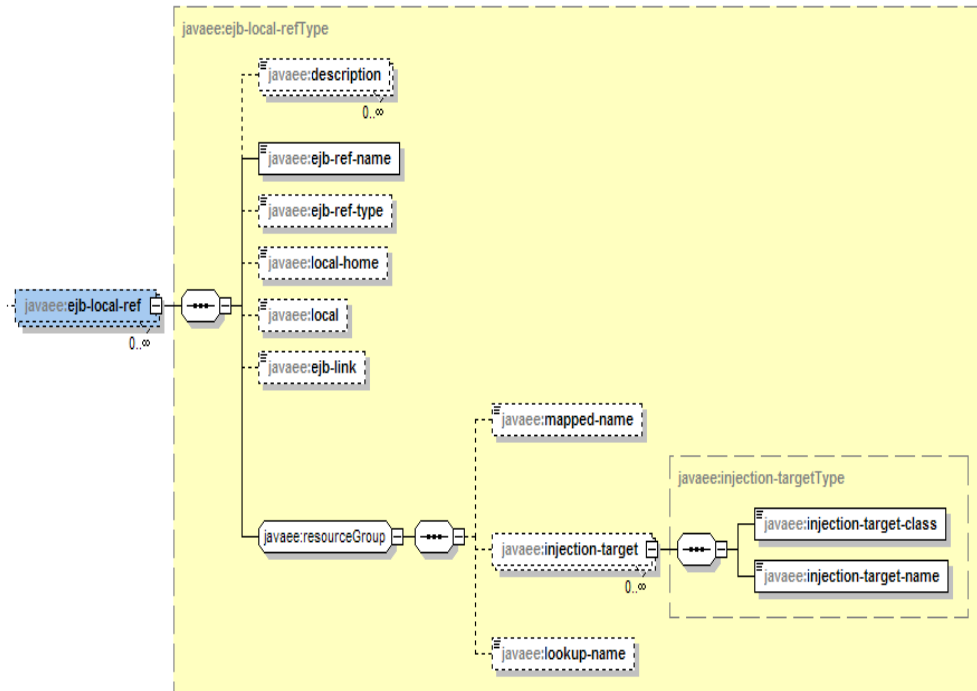 javaee:ejb-local-refType
javaee:description
0..∞
javaee:ejb-ref-name
javaee:ejb-ref-type
javaee:local-home
javaee:ejb-local-ref
0..∞
javaee:local
javaee:ejb-link
javaee:mapped-name
javaee:injection-targetType
javaee:injection-target-class
javaee:resourceGroup
javaee:injection-target
0..∞
javaee:injection-target-name
javaee:lookup-name